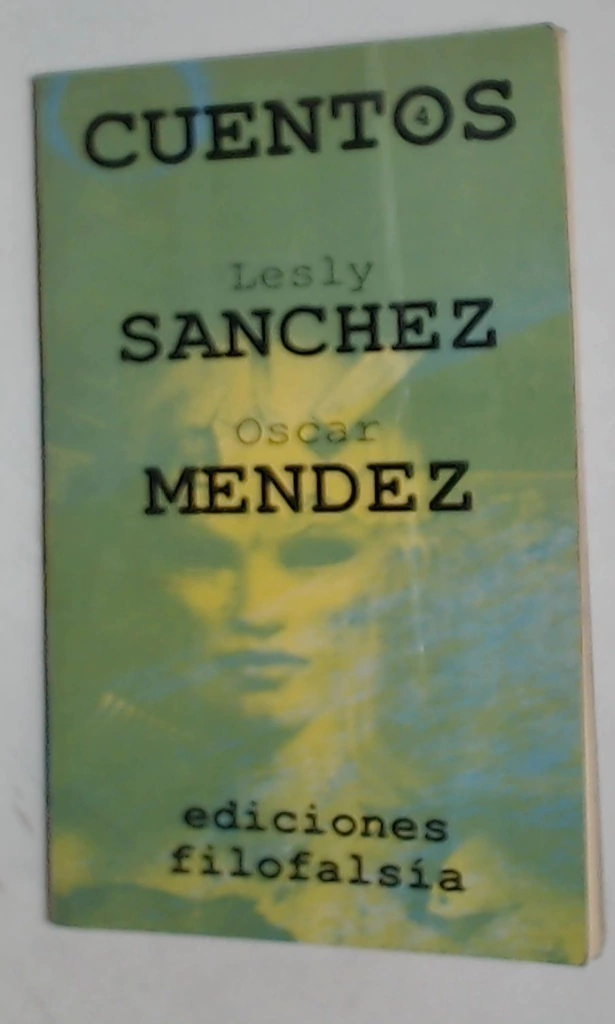 CUENTOS
4
Lesly
SANCHEZ
Oscar
MENDEZ
ediciones
filofalsía